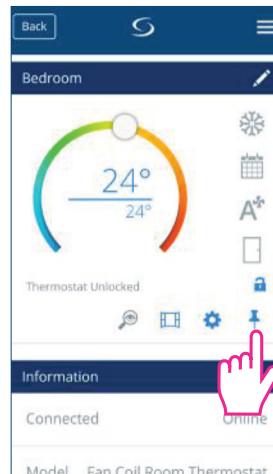 Back
Bedroom
24°
24°
A
Thermostat Unlocked
Information
Connected Online
Model Fan Coil Room Thermostat